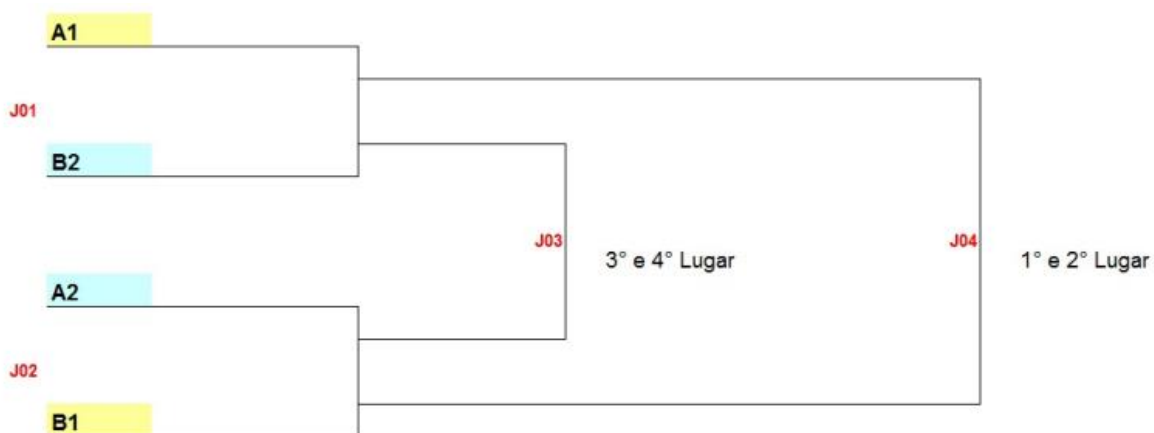 A1
J01
B2
J03
3° e 4° Lugar
J04
1° e 2° Lugar
A2
J02
B1